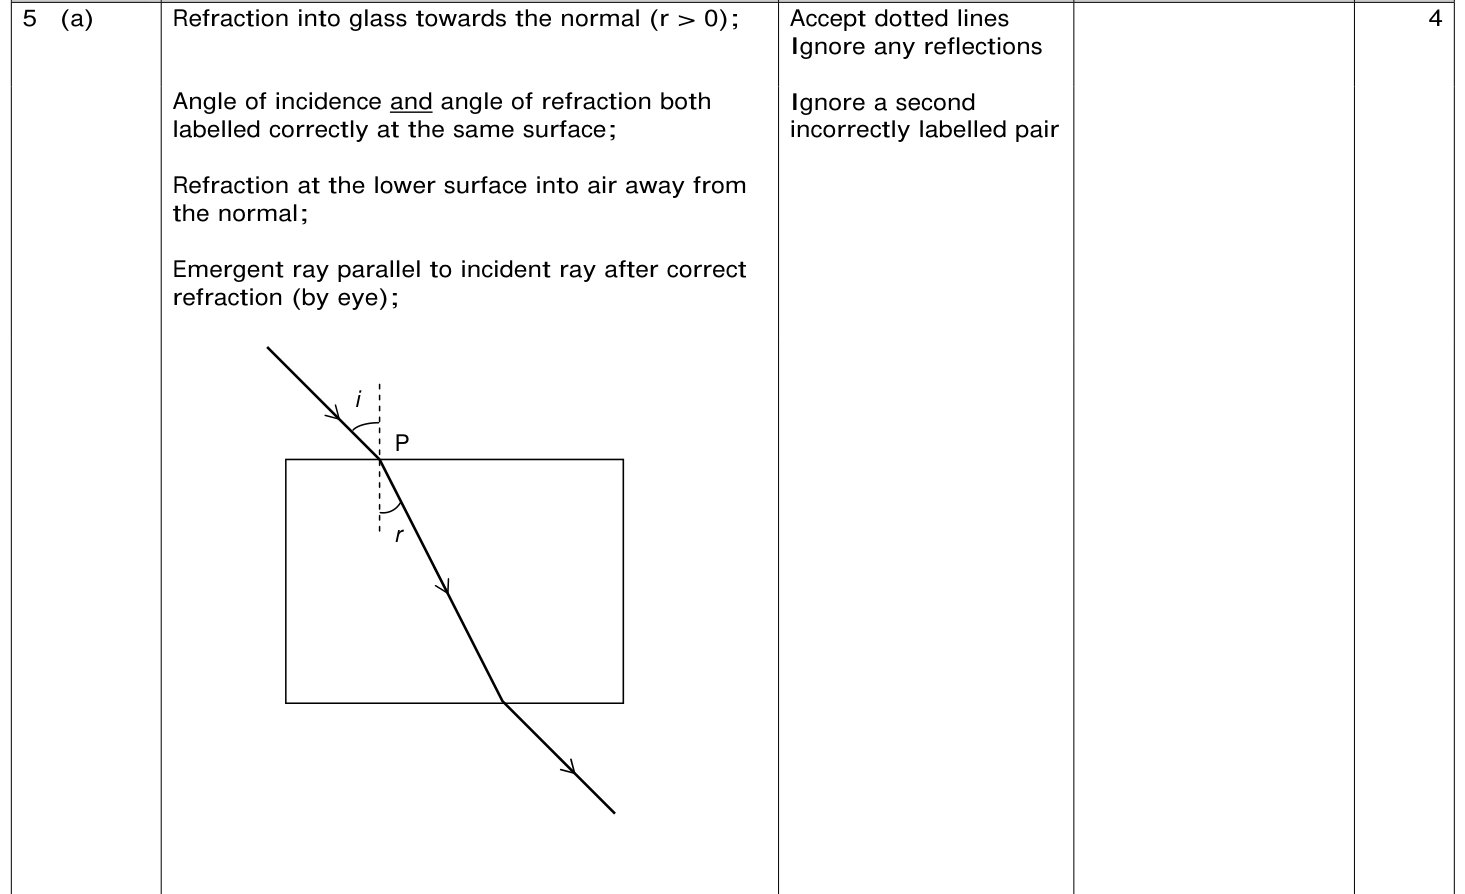 5 (a)
Refraction into glass towards the normal (r > 0);
Accept dotted lines
Ignore any reflections
4
Angle of incidence and angle of refraction both
labelled correctly at the same surface;
Ignore a second
incorrectly labelled pair
Refraction at the lower surface into air away from
the normal;
Emergent ray parallel to incident ray after correct
refraction (by eye);
i
P
r